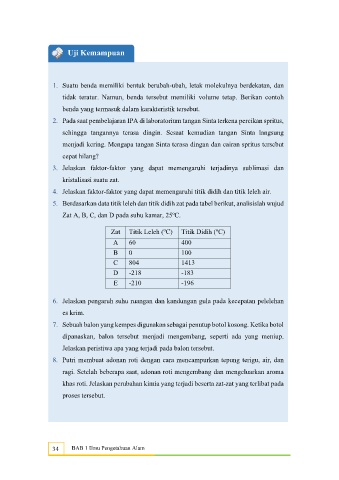 Uji Kemampuan
1. Suatu benda memiliki bentuk berubah-ubah, letak molekulnya berdekatan, dan
tidak teratur. Namun, benda tersebut memiliki volume tetap. Berikan contoh
benda yang termasuk dalam karakteristik tersebut.
2. Pada saat pembelajaran IPA di laboratorium tangan Sinta terkena percikan spritus,
sehingga tangannya terasa dingin. Sesaat kemudian tangan Sinta langsung
menjadi kering. Mengapa tangan Sinta terasa dingin dan cairan spritus tersebut
cepat hilang?
3. Jelaskan faktor-faktor yang dapat memengaruhi terjadinya sublimasi dan
kristalisasi suatu zat.
4. Jelaskan faktor-faktor yang dapat memengaruhi titik didih dan titik leleh air.
5. Berdasarkan data titik leleh dan titik didih zat pada tabel berikut, analisislah wujud
Zat A, B, C, dan D pada suhu kamar, 25°C.
Zat Titik Leleh (°C) Titik Didih (°C)
A 60 400
B 0 100
C 804 1413
D -218 -183
E -210 -196
6. Jelaskan pengaruh suhu ruangan dan kandungan gula pada kecepatan pelelehan
es krim.
7. Sebuah balon yang kempes digunakan sebagai penutup botol kosong. Ketika botol
dipanaskan, balon tersebut menjadi mengembang, seperti ada yang meniup.
Jelaskan peristiwa apa yang terjadi pada balon tersebut.
8. Putri membuat adonan roti dengan cara mencampurkan tepung terigu, air, dan
ragi. Setelah beberapa saat, adonan roti mengembang dan mengeluarkan aroma
khas roti. Jelaskan perubahan kimia yang terjadi beserta zat-zat yang terlibat pada
proses tersebut.
34 BAB 1 Ilmu Pengetahuan Alam